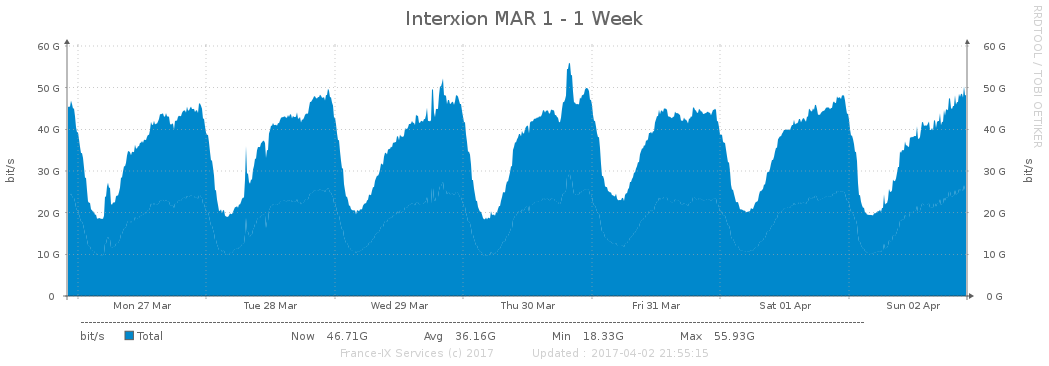 Interxion MAR 1 - 1 Week
RRDTOOL / TOBI OETIKER
60 G 60 G
50 G 50 G
40 G 40 G
30 G 30 G
20 G 20 G
10 G 10 G
0 0 G
bit/s bit/s
Mon 27 Mar Tue 28 Mar Wed 29 Mar Thu 30 Mar Fri 31 Mar Sat 01 Apr Sun 02 Apr
bit/s Total Now 46.71G Avg 36.16G Min 18.33G Max 55.93G
France-IX Services (c) 2017 Updated : 2017-04-02 21:55:15